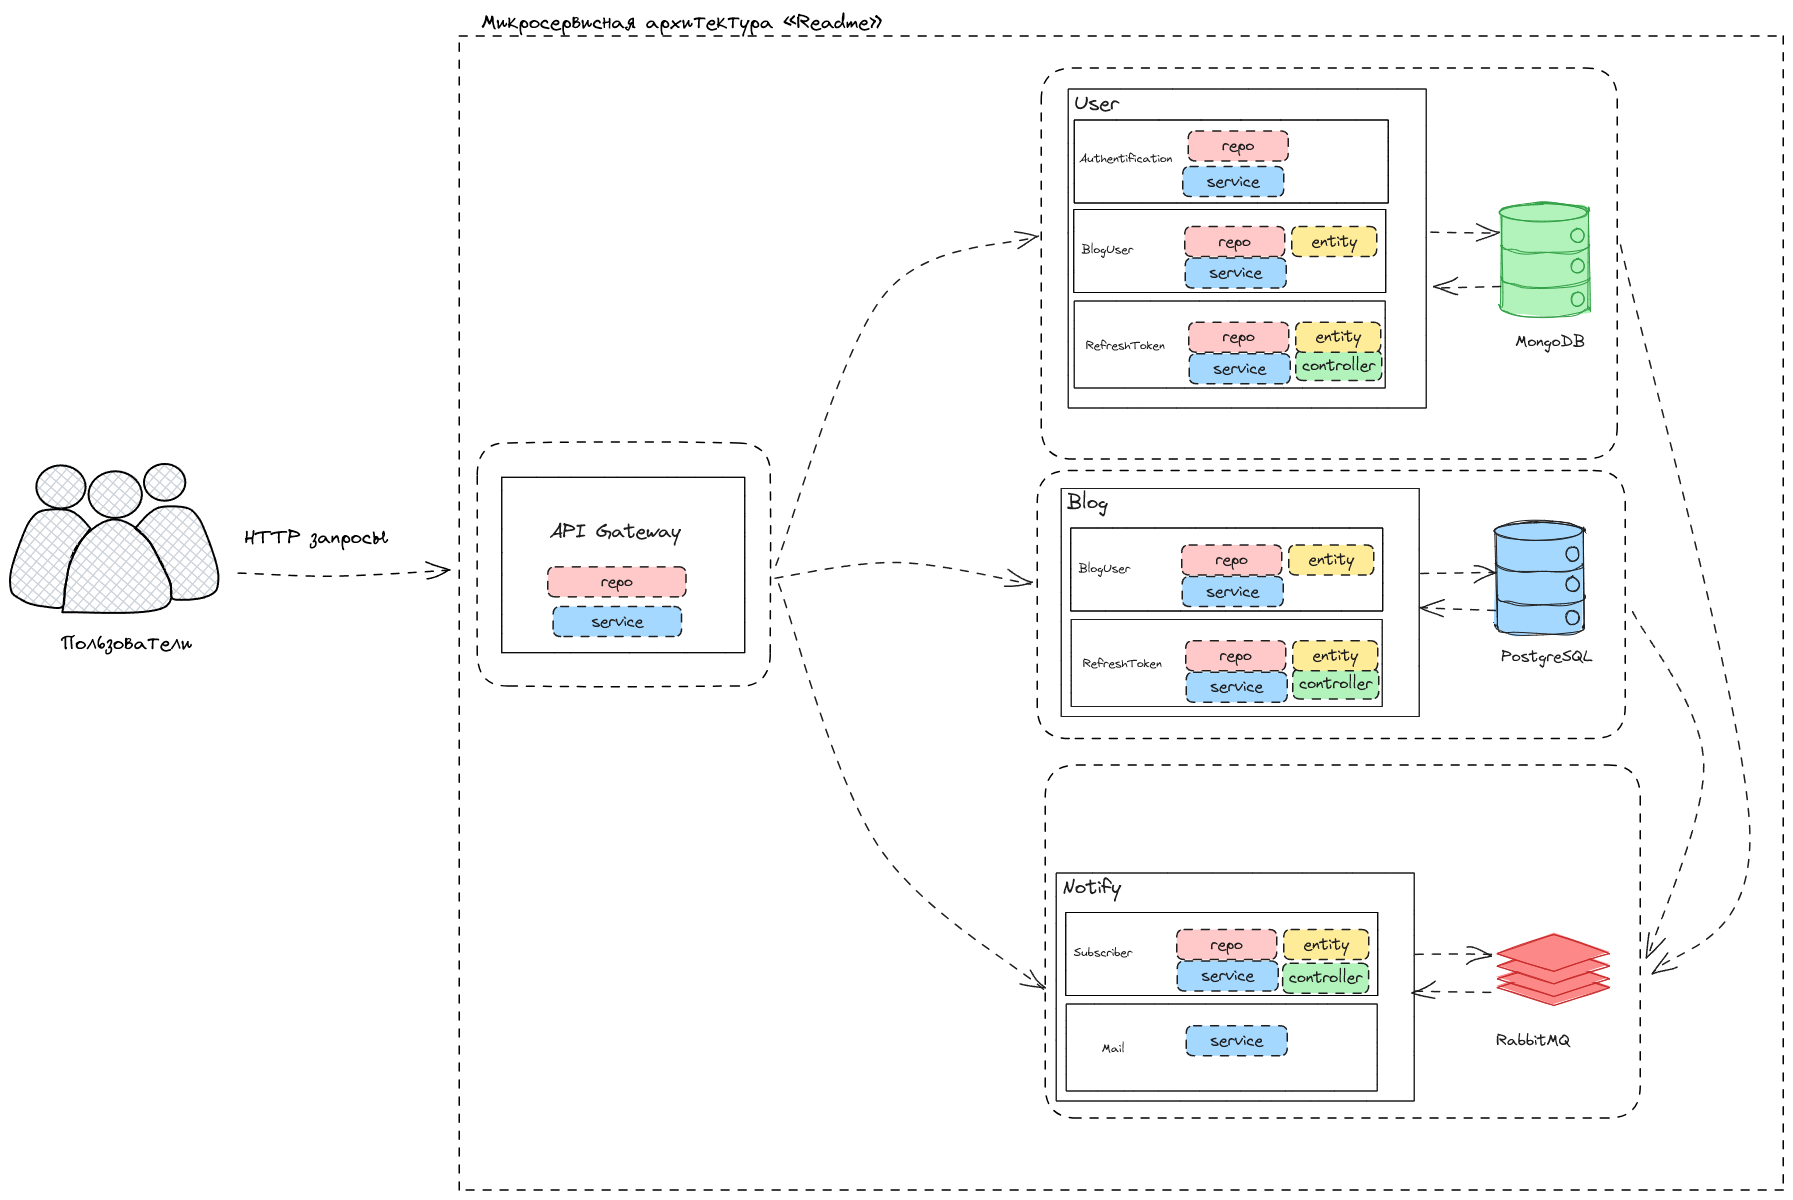 Микросервисная архитектура «Readme»
HTTP запросы
Пользователи
API Gateway
repo
service
User
Authentification
repo
service
BlogUser
repo
entity
service
RefreshToken
repo
entity
service
controller
MongoDB
Blog
BlogUser
repo
entity
service
RefreshToken
repo
entity
service
controller
PostgreSQL
Notify
Subscriber
repo
entity
service
controller
Mail
service
RabbitMQ